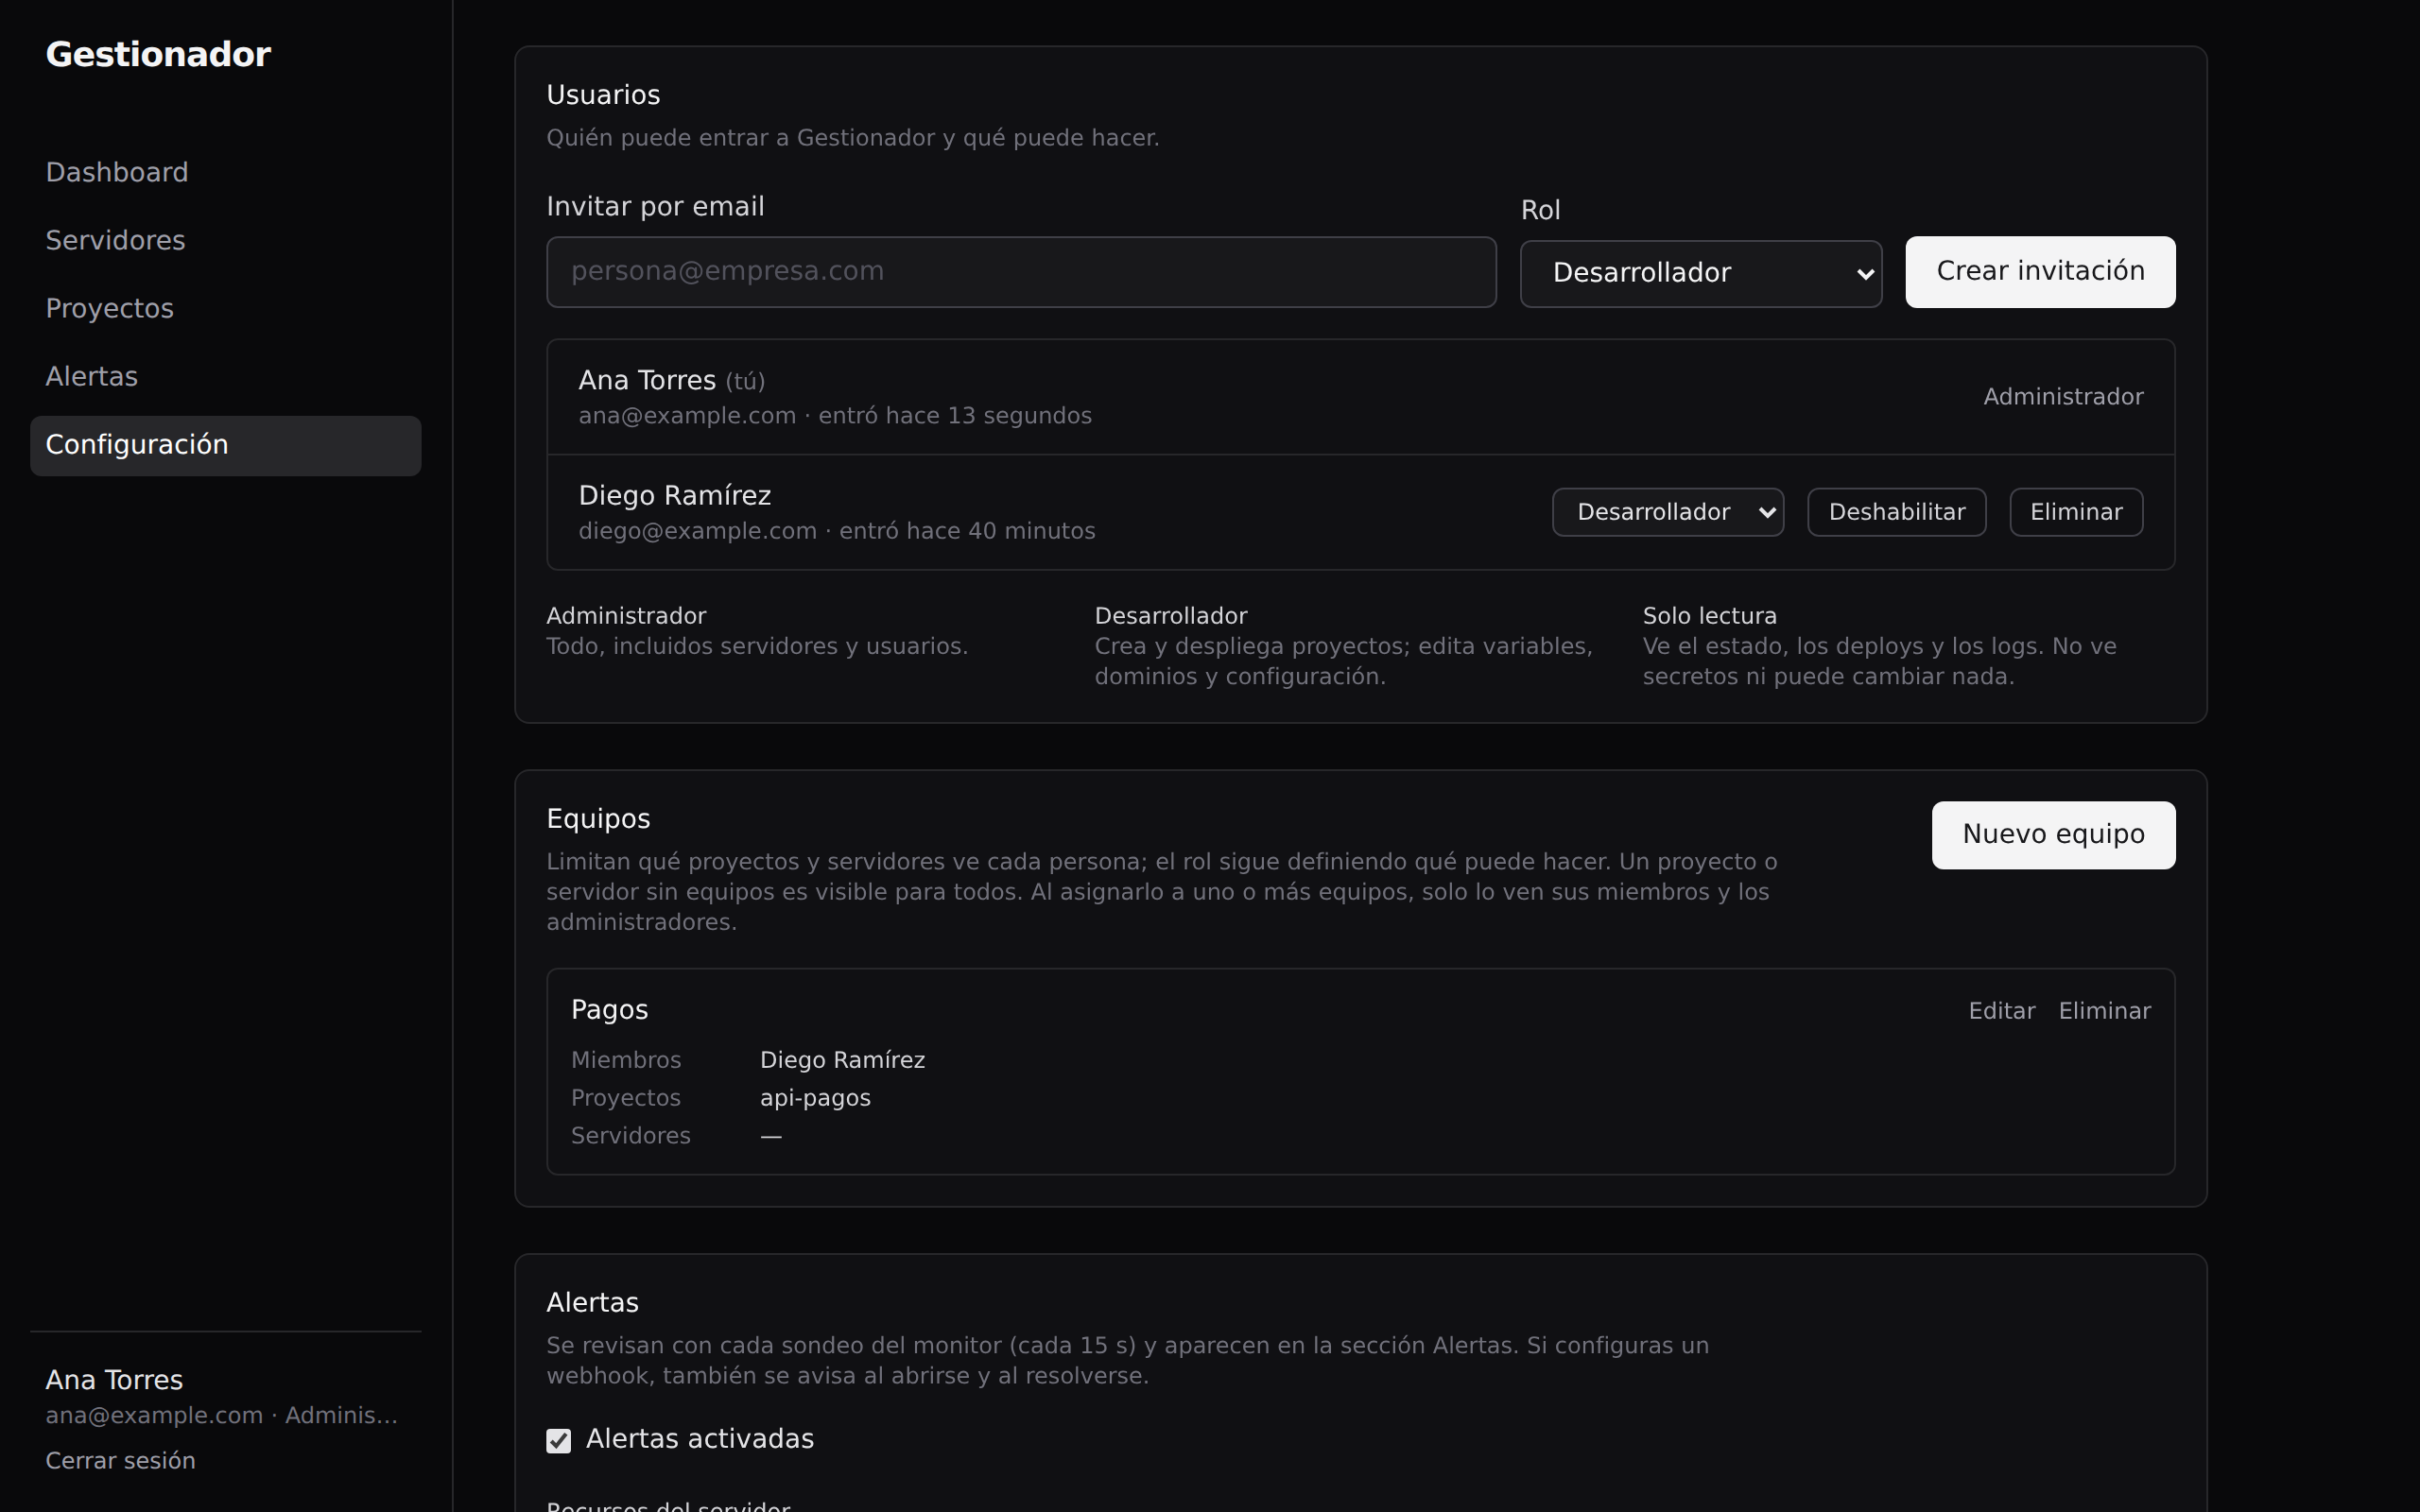 Gestionador
Dashboard
Servidores
Proyectos
Alertas
Configuración
Ana Torres
ana@example.com · Adminis...
Cerrar sesión
Usuarios
Quién puede entrar a Gestionador y qué puede hacer.
Invitar por email
Rol
persona@empresa.com
Desarrollador
Crear invitación
Ana Torres (tú)
ana@example.com · entró hace 13 segundos
Administrador
Diego Ramírez
diego@example.com · entró hace 40 minutos
Desarrollador
Deshabilitar
Eliminar
Administrador
Todo, incluidos servidores y usuarios.
Desarrollador
Crea y despliega proyectos; edita variables,
dominios y configuración.
Solo lectura
Ve el estado, los deploys y los logs. No ve
secretos ni puede cambiar nada.
Equipos
Nuevo equipo
Limitan qué proyectos y servidores ve cada persona; el rol sigue definiendo qué puede hacer. Un proyecto o
servidor sin equipos es visible para todos. Al asignarlo a uno o más equipos, solo lo ven sus miembros y los
administradores.
Pagos
Editar
Eliminar
Miembros
Diego Ramírez
Proyectos
api-pagos
Servidores
—
Alertas
Se revisan con cada sondeo del monitor (cada 15 s) y aparecen en la sección Alertas. Si configuras un
webhook, también se avisa al abrirse y al resolverse.
Alertas activadas
Recursos del servidor